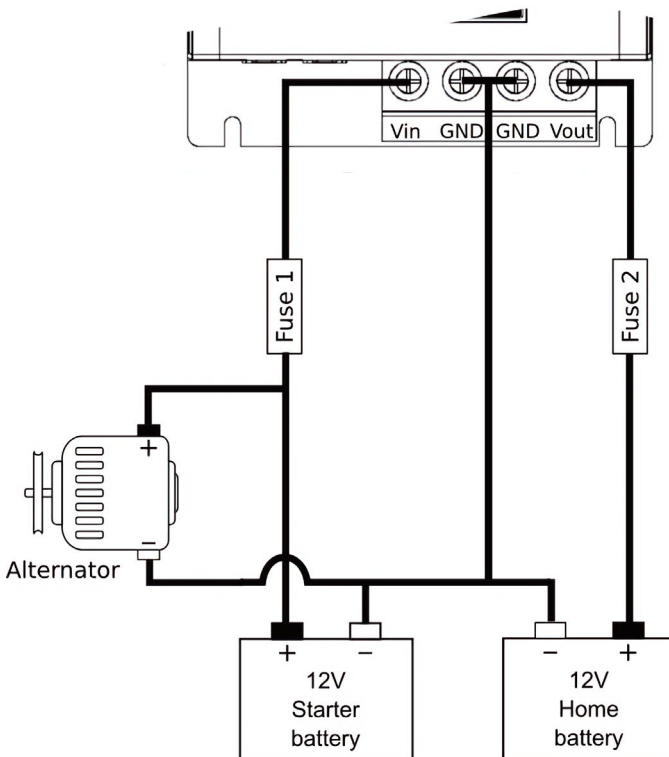 Vin GND GND Vout
Fuse 1
Fuse 2
+
−
Alternator
+ −
12V
Starter
battery
− +
12V
Home
battery